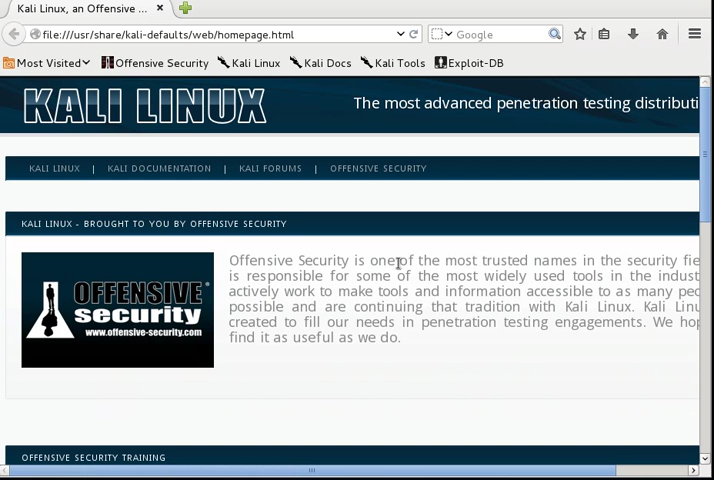 Kali Linux, an Offensive ...
file:///usr/share/kali-defaults/web/homepage.html
Google
Most Visited
Offensive Security
Kali Linux
Kali Docs
Kali Tools
Exploit-DB
KALI LINUX
The most advanced penetration testing distributi
KALI LINUX | KALI DOCUMENTATION | KALI FORUMS | OFFENSIVE SECURITY
KALI LINUX - BROUGHT TO YOU BY OFFENSIVE SECURITY
OFFENSIVE
security
www.offensive-security.com
Offensive Security is one of the most trusted names in the security fie
is responsible for some of the most widely used tools in the indust
actively work to make tools and information accessible to as many peo
possible and are continuing that tradition with Kali Linux. Kali Linu
created to fill our needs in penetration testing engagements. We hop
find it as useful as we do.
OFFENSIVE SECURITY TRAINING